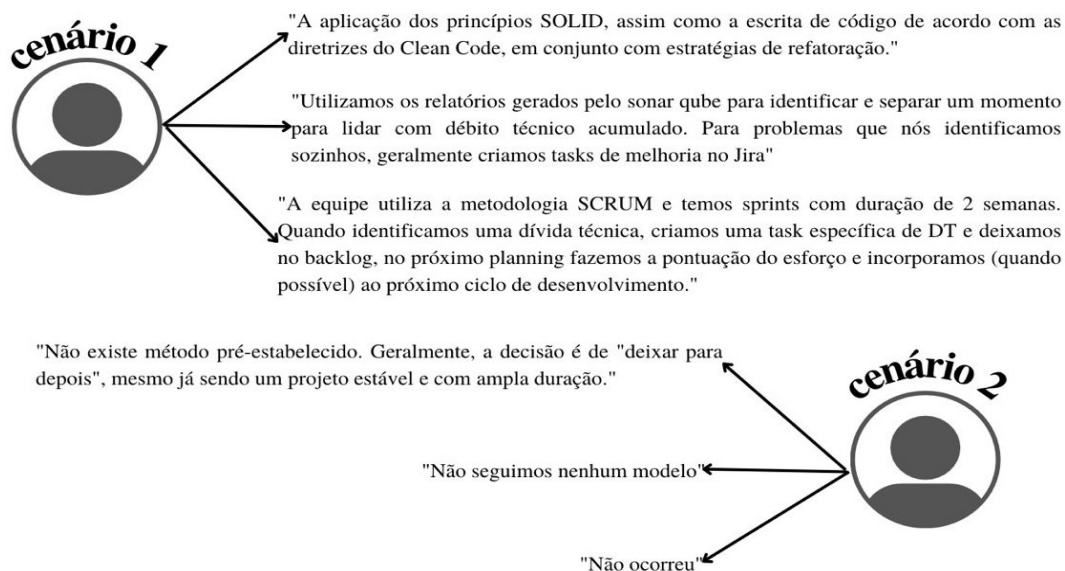 cenário 1
"A aplicação dos princípios SOLID, assim como a escrita de código de acordo com as
diretrizes do Clean Code, em conjunto com estratégias de refatoração."
"Utilizamos os relatórios gerados pelo sonar qube para identificar e separar um momento
para lidar com débito técnico acumulado. Para problemas que nós identificamos
sozinhos, geralmente criamos tasks de melhoria no Jira"
"A equipe utiliza a metodologia SCRUM e temos sprints com duração de 2 semanas.
Quando identificamos uma dívida técnica, criamos uma task específica de DT e deixamos
no backlog, no próximo planning fazemos a pontuação do esforço e incorporamos (quando
possível) ao próximo ciclo de desenvolvimento."
"Não existe método pré-estabelecido. Geralmente, a decisão é de "deixar para
depois", mesmo já sendo um projeto estável e com ampla duração."
cenário 2
"Não seguimos nenhum modelo"
"Não ocorreu"